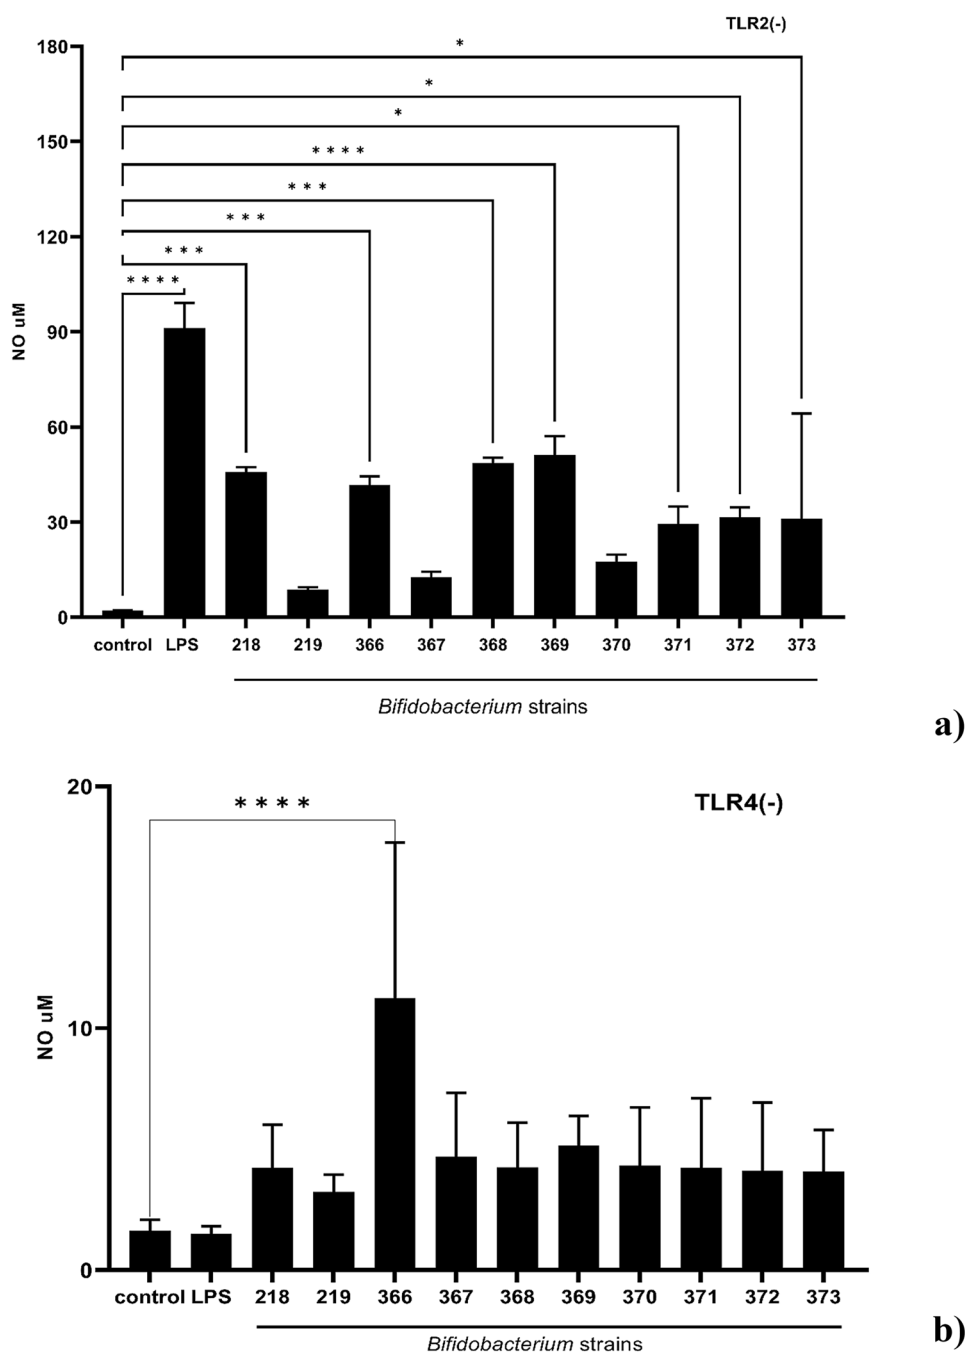 TLR2(-)
180
*
*
*
150
****
***
***
120
***
****
NO uM
90
60
30
0
control LPS 218 219 366 367 368 369 370 371 372 373
Bifidobacterium strains
a)
20
****
TLR4(-)
NO uM
10
0
control LPS 218 219 366 367 368 369 370 371 372 373
Bifidobacterium strains
b)